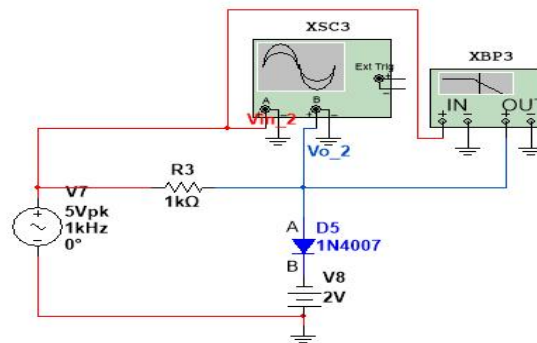 XSC3
XBP3
Ext Trig
+
-
A
B
+
-
+
-
IN
OUT
+
-
+
-
Vin_2
Vo_2
R3
1kΩ
V7
5Vpk
1kHz
0°
A
D5
1N4007
B
V8
2V